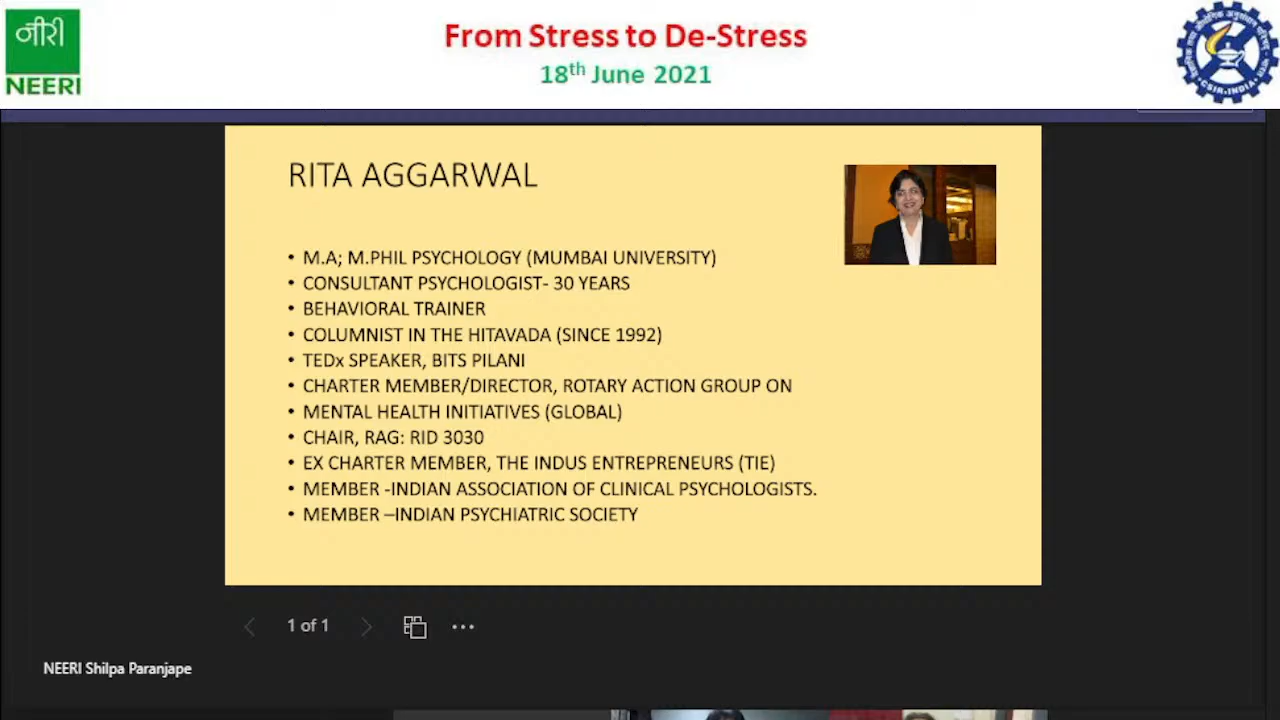 नीरी
NEERI
From Stress to De-Stress
18th June 2021
CSIR-INDIA
RITA AGGARWAL
• M.A; M.PHIL PSYCHOLOGY (MUMBAI UNIVERSITY)
• CONSULTANT PSYCHOLOGIST- 30 YEARS
• BEHAVIORAL TRAINER
• COLUMNIST IN THE HITAVADA (SINCE 1992)
• TEDx SPEAKER, BITS PILANI
• CHARTER MEMBER/DIRECTOR, ROTARY ACTION GROUP ON
• MENTAL HEALTH INITIATIVES (GLOBAL)
• CHAIR, RAG: RID 3030
• EX CHARTER MEMBER, THE INDUS ENTREPRENEURS (TIE)
• MEMBER -INDIAN ASSOCIATION OF CLINICAL PSYCHOLOGISTS.
• MEMBER –INDIAN PSYCHIATRIC SOCIETY
1 of 1
NEERI Shilpa Paranjape